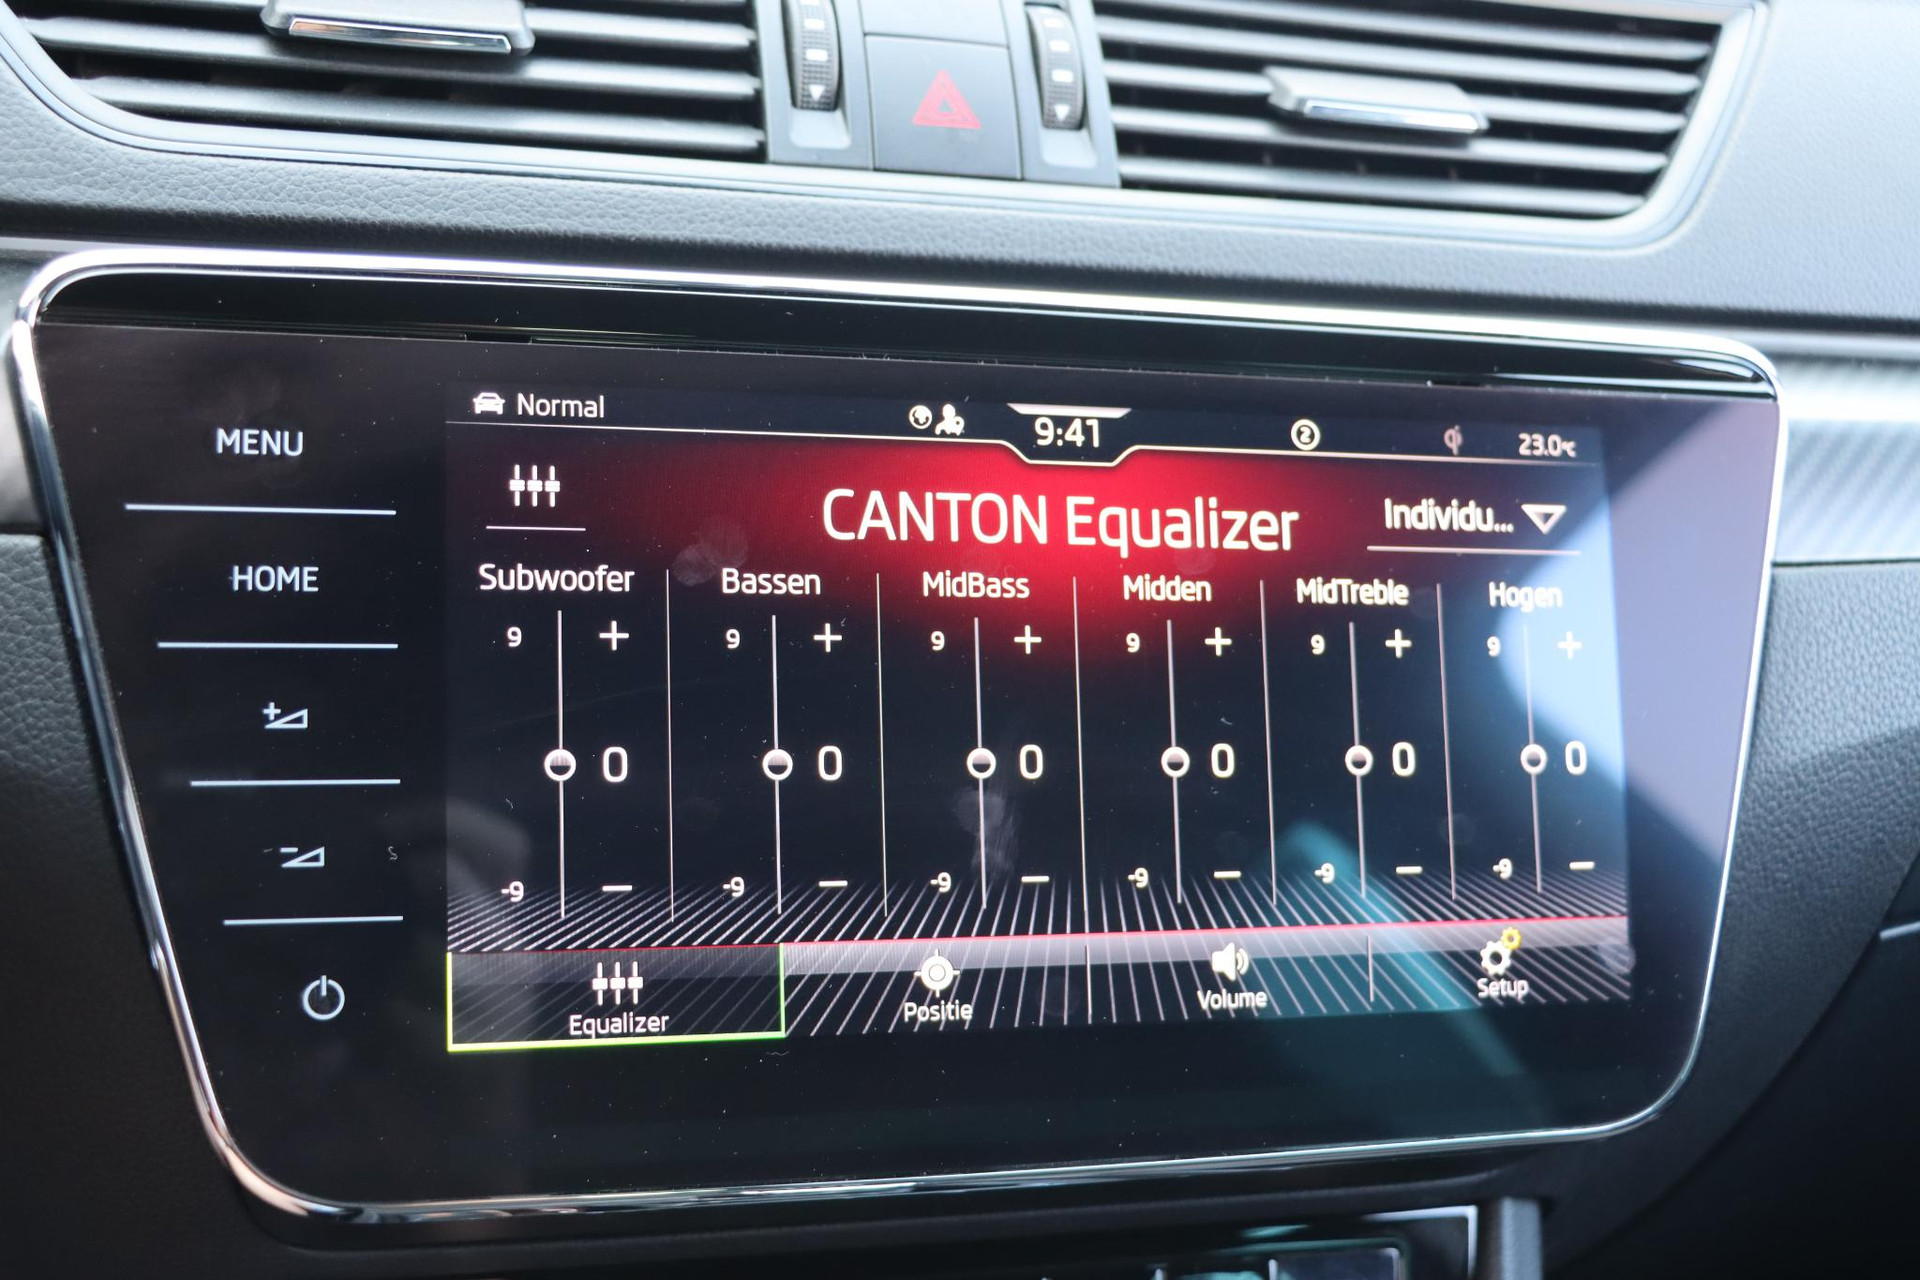 MENU
HOME
Normal
9:41
2
23.0°C
CANTON Equalizer
Individu...
Subwoofer
Bassen
MidBass
Midden
MidTreble
Hogen
9 + 9 + 9 + 9 + 9 + 9 +
0 0 0 0 0 0
-9 − -9 − -9 − -9 − -9 − -9 −
Equalizer
Positie
Volume
Setup